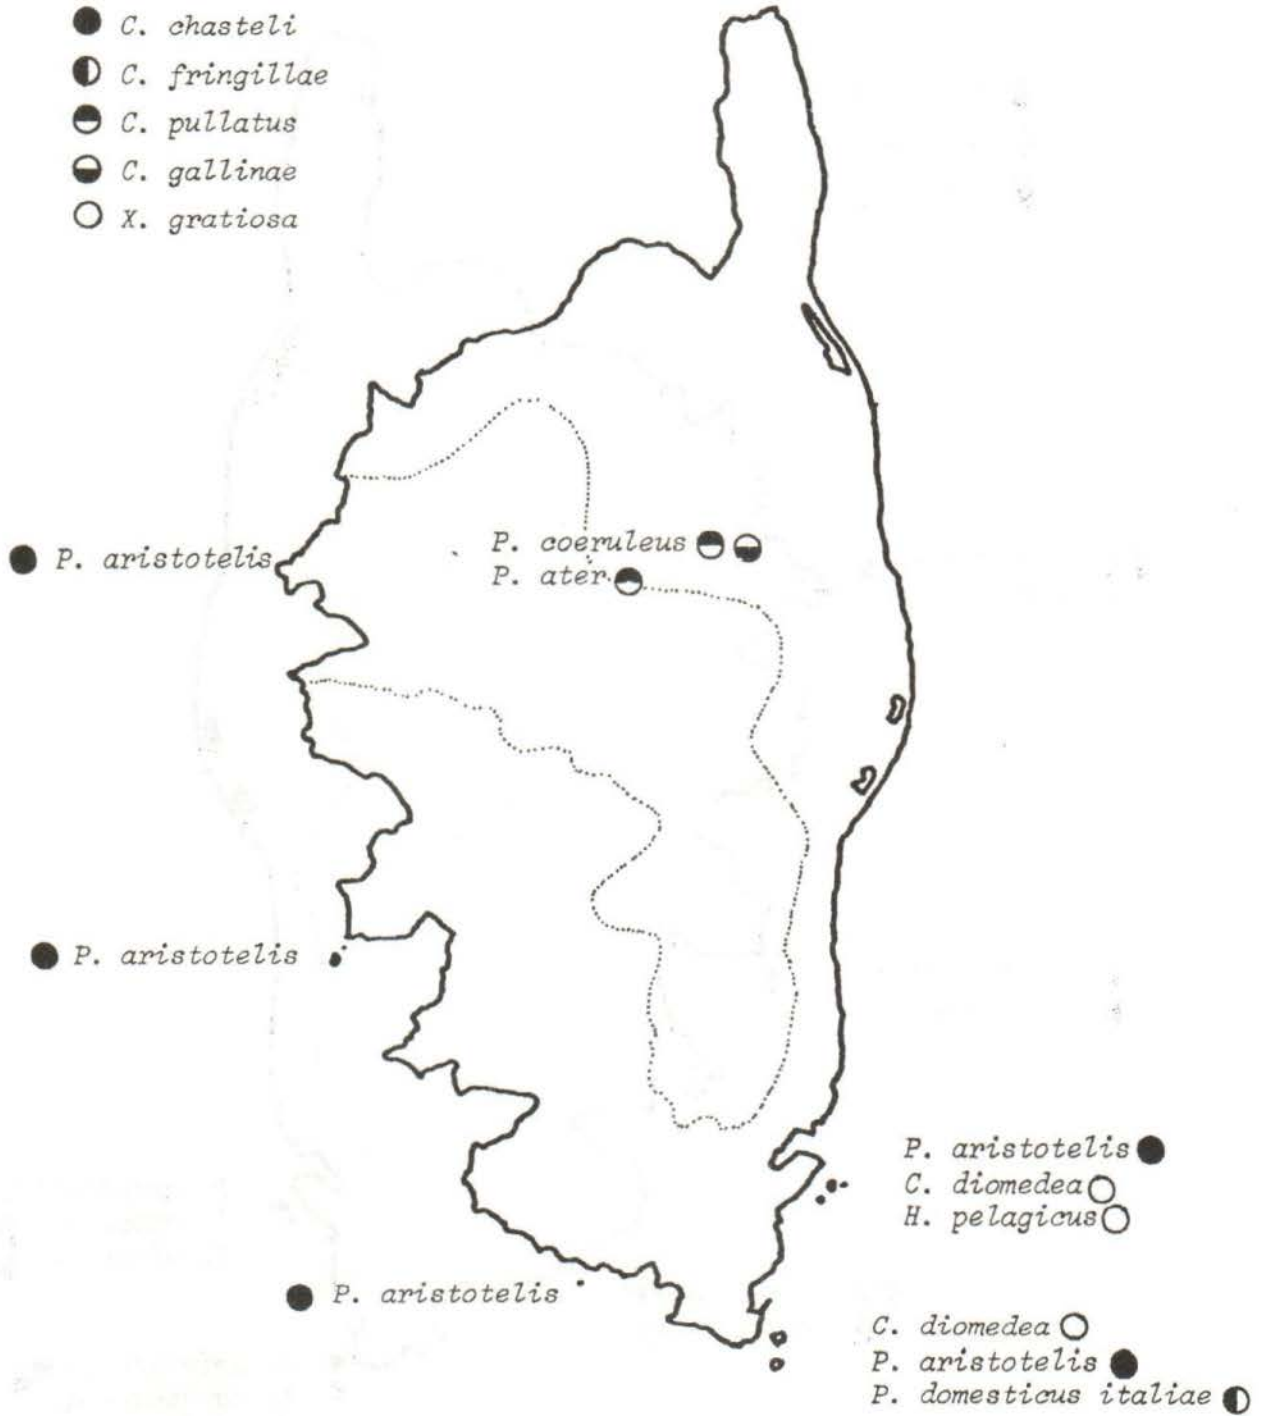 C. chasteli
C. fringillae
C. pullatus
C. gallinae
X. gratiosa
P. coeruleus
P. ater
P. aristotelis
P. aristotelis
P. aristotelis
C. diomedea
H. pelagicus
P. aristotelis
C. diomedea
P. aristotelis
P. domesticus italiae